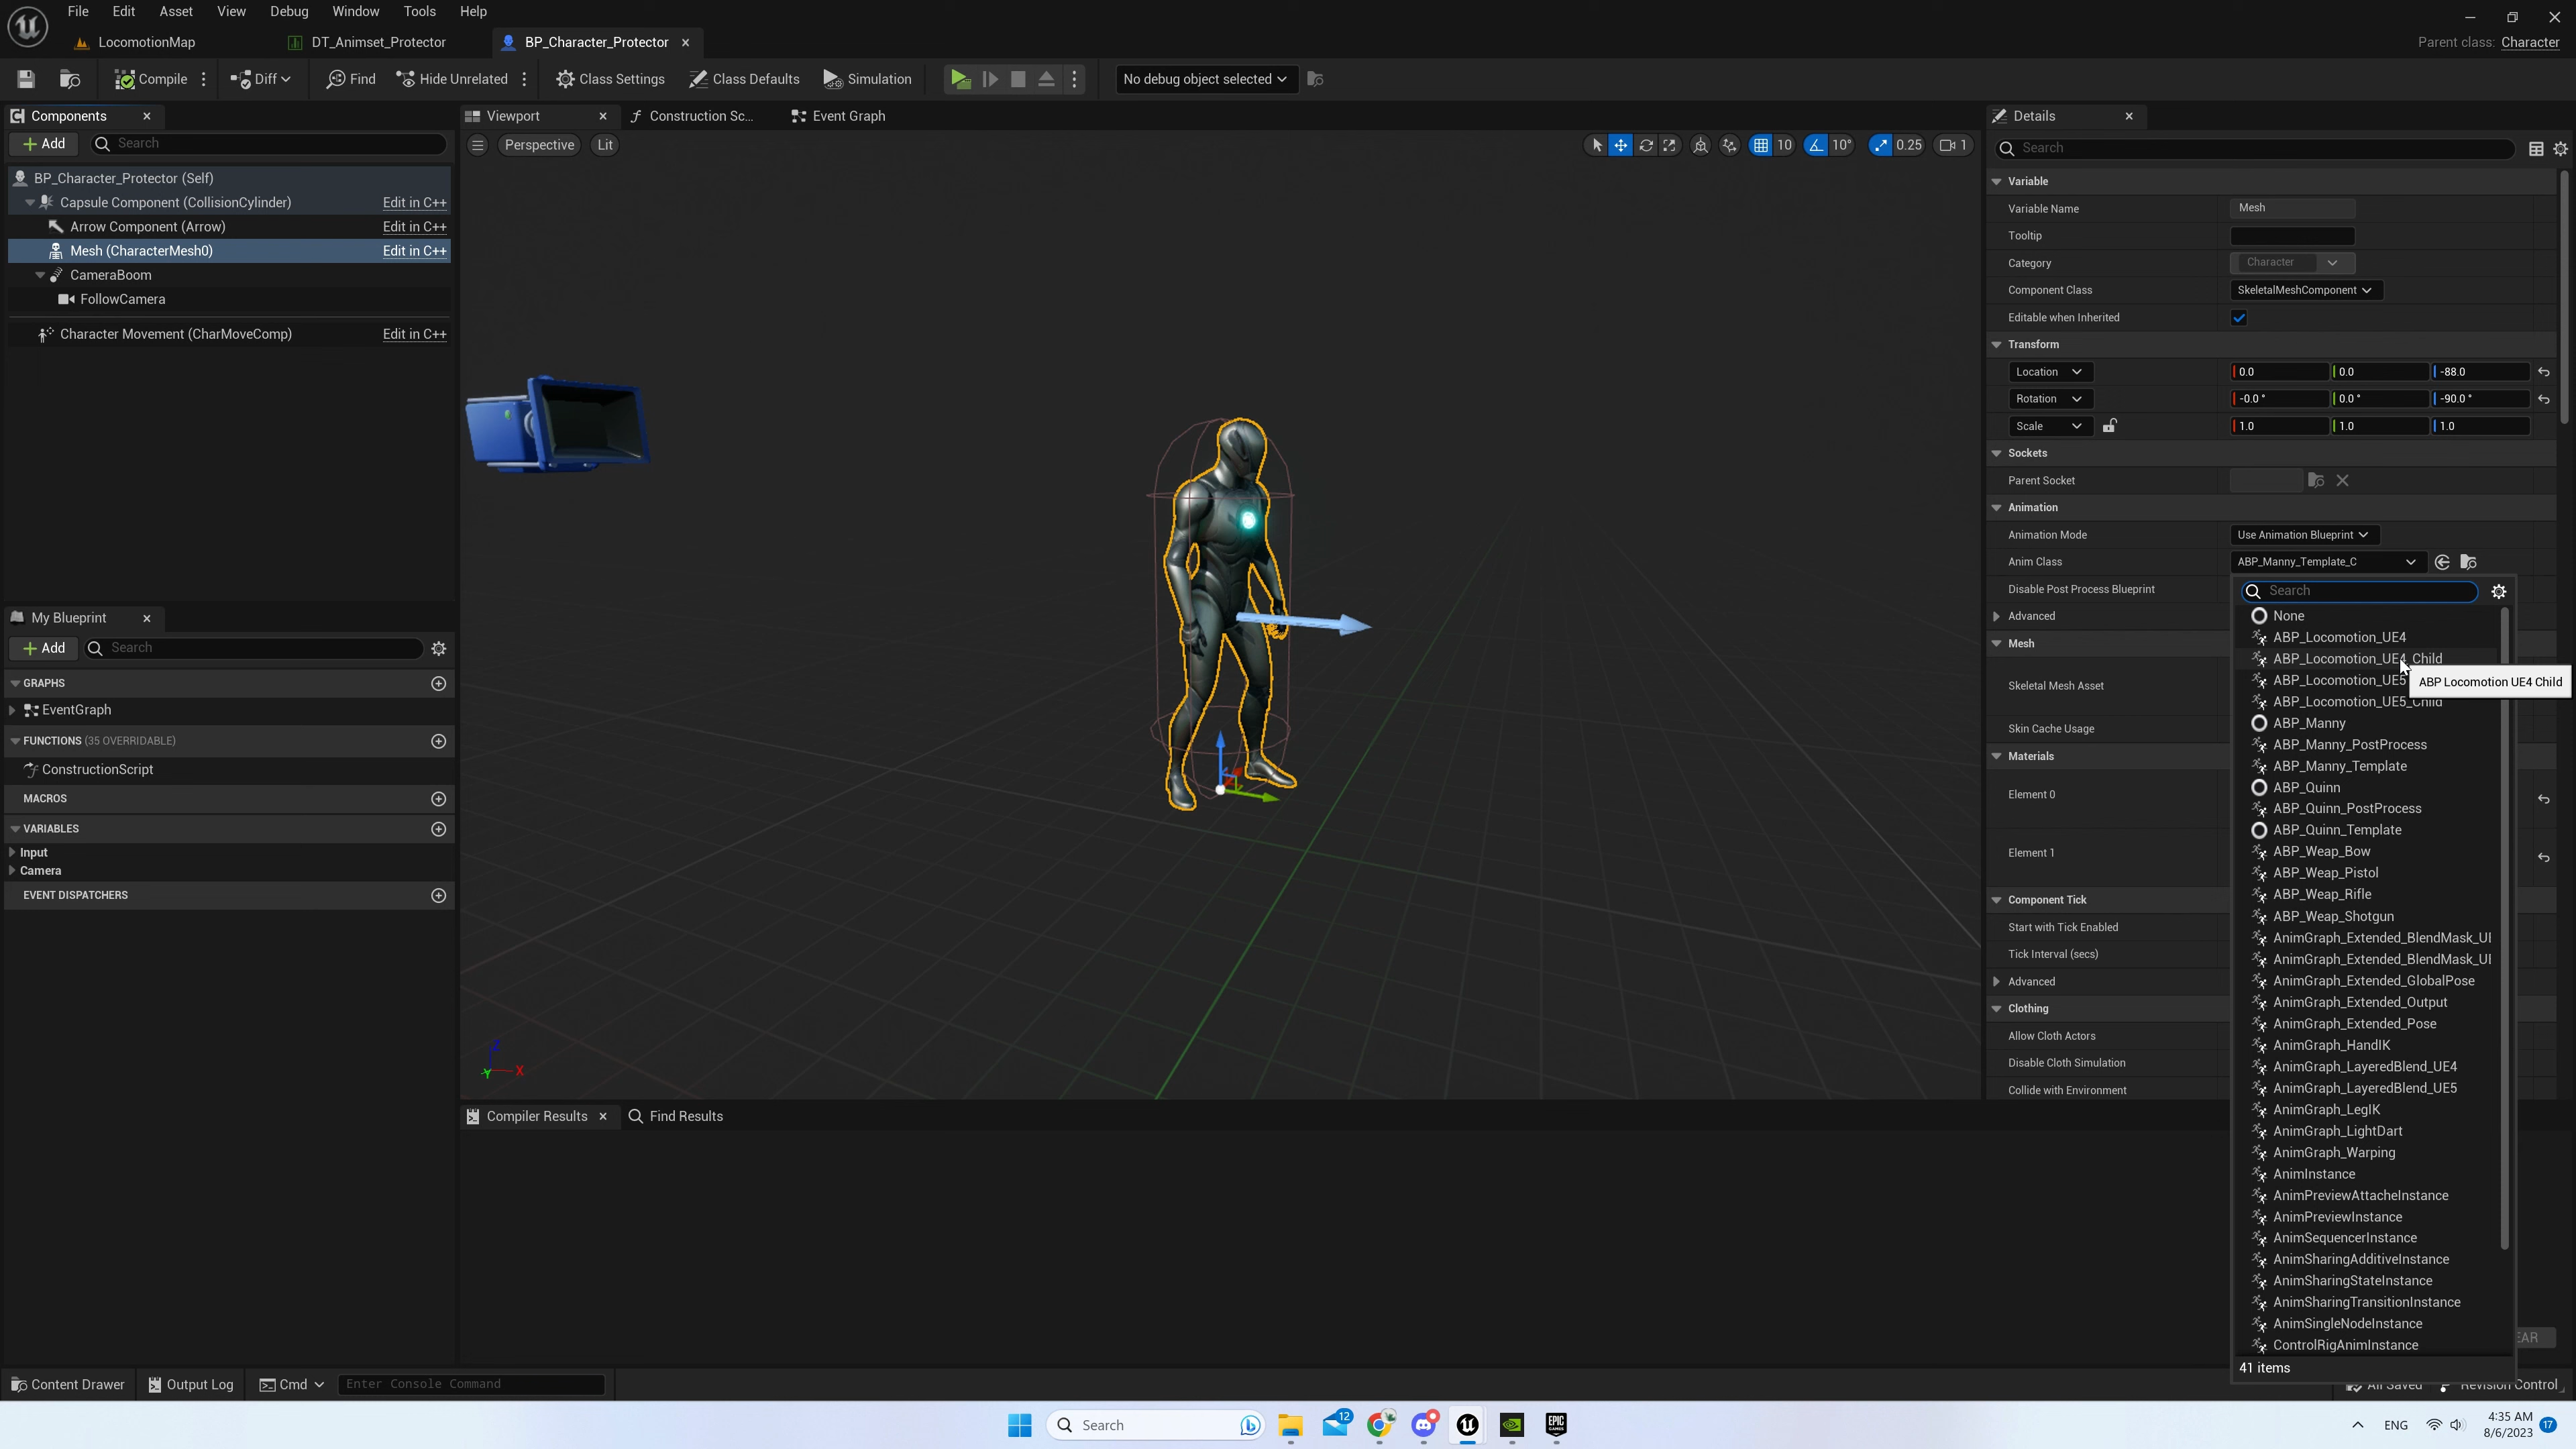 File Edit Asset View Debug Window Tools Help
LocomotionMap DT_Animset_Protector BP_Character_Protector Parent class: Character
Compile Diff Find Hide Unrelated Class Settings Class Defaults Simulation No debug object selected
Components
Add Search
BP_Character_Protector (Self)
Capsule Component (CollisionCylinder) Edit in C++
Arrow Component (Arrow) Edit in C++
Mesh (CharacterMesh0) Edit in C++
CameraBoom
FollowCamera
Character Movement (CharMoveComp) Edit in C++
My Blueprint
Add Search
GRAPHS
EventGraph
FUNCTIONS (35 OVERRIDABLE)
ConstructionScript
MACROS
VARIABLES
Input
Camera
EVENT DISPATCHERS
Viewport Construction Sc... Event Graph
Perspective Lit 10 10° 0.25 1
Z
X
Y
Compiler Results Find Results
Details
Search
Variable
Variable Name Mesh
Tooltip
Category Character
Component Class SkeletalMeshComponent
Editable when Inherited
Transform
Location 0.0 0.0 -88.0
Rotation -0.0 ° 0.0 ° -90.0 °
Scale 1.0 1.0 1.0
Sockets
Parent Socket
Animation
Animation Mode Use Animation Blueprint
Anim Class ABP_Manny_Template_C
Disable Post Process Blueprint
Advanced
Mesh
Skeletal Mesh Asset
Skin Cache Usage
Materials
Element 0
Element 1
Component Tick
Start with Tick Enabled
Tick Interval (secs)
Advanced
Clothing
Allow Cloth Actors
Disable Cloth Simulation
Collide with Environment
Search
None
ABP_Locomotion_UE4
ABP_Locomotion_UE4_Child
ABP_Locomotion_UE5
ABP Locomotion UE4 Child
ABP_Locomotion_UE5_Child
ABP_Manny
ABP_Manny_PostProcess
ABP_Manny_Template
ABP_Quinn
ABP_Quinn_PostProcess
ABP_Quinn_Template
ABP_Weap_Bow
ABP_Weap_Pistol
ABP_Weap_Rifle
ABP_Weap_Shotgun
AnimGraph_Extended_BlendMask_UI
AnimGraph_Extended_BlendMask_UI
AnimGraph_Extended_GlobalPose
AnimGraph_Extended_Output
AnimGraph_Extended_Pose
AnimGraph_HandIK
AnimGraph_LayeredBlend_UE4
AnimGraph_LayeredBlend_UE5
AnimGraph_LegIK
AnimGraph_LightDart
AnimGraph_Warping
AnimInstance
AnimPreviewAttacheInstance
AnimPreviewInstance
AnimSequencerInstance
AnimSharingAdditiveInstance
AnimSharingStateInstance
AnimSharingTransitionInstance
AnimSingleNodeInstance
ControlRigAnimInstance
41 items
EAR
Content Drawer Output Log Cmd Enter Console Command All Saved Revision Control
Search 12 EPIC GAMES ENG 4:35 AM 17
8/6/2023